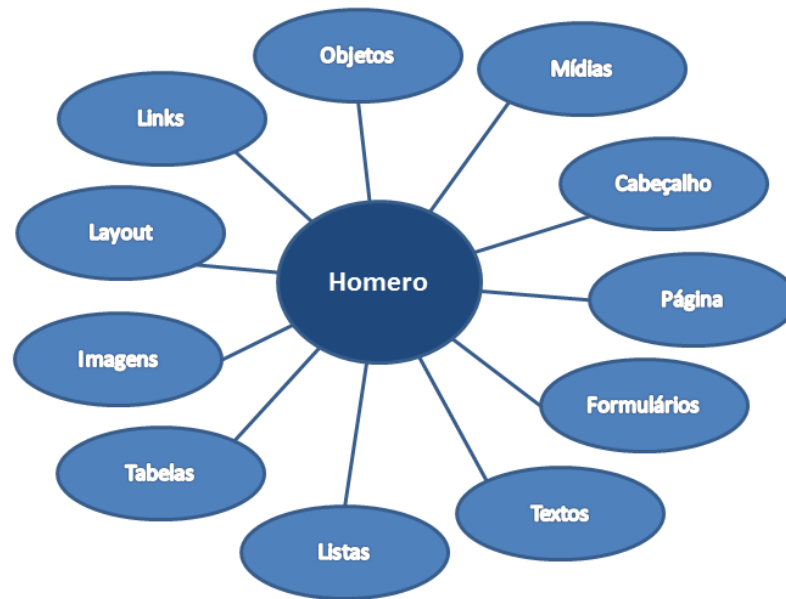 Objetos
Mídias
Links
Cabeçalho
Layout
Homero
Página
Imagens
Formulários
Tabelas
Textos
Listas